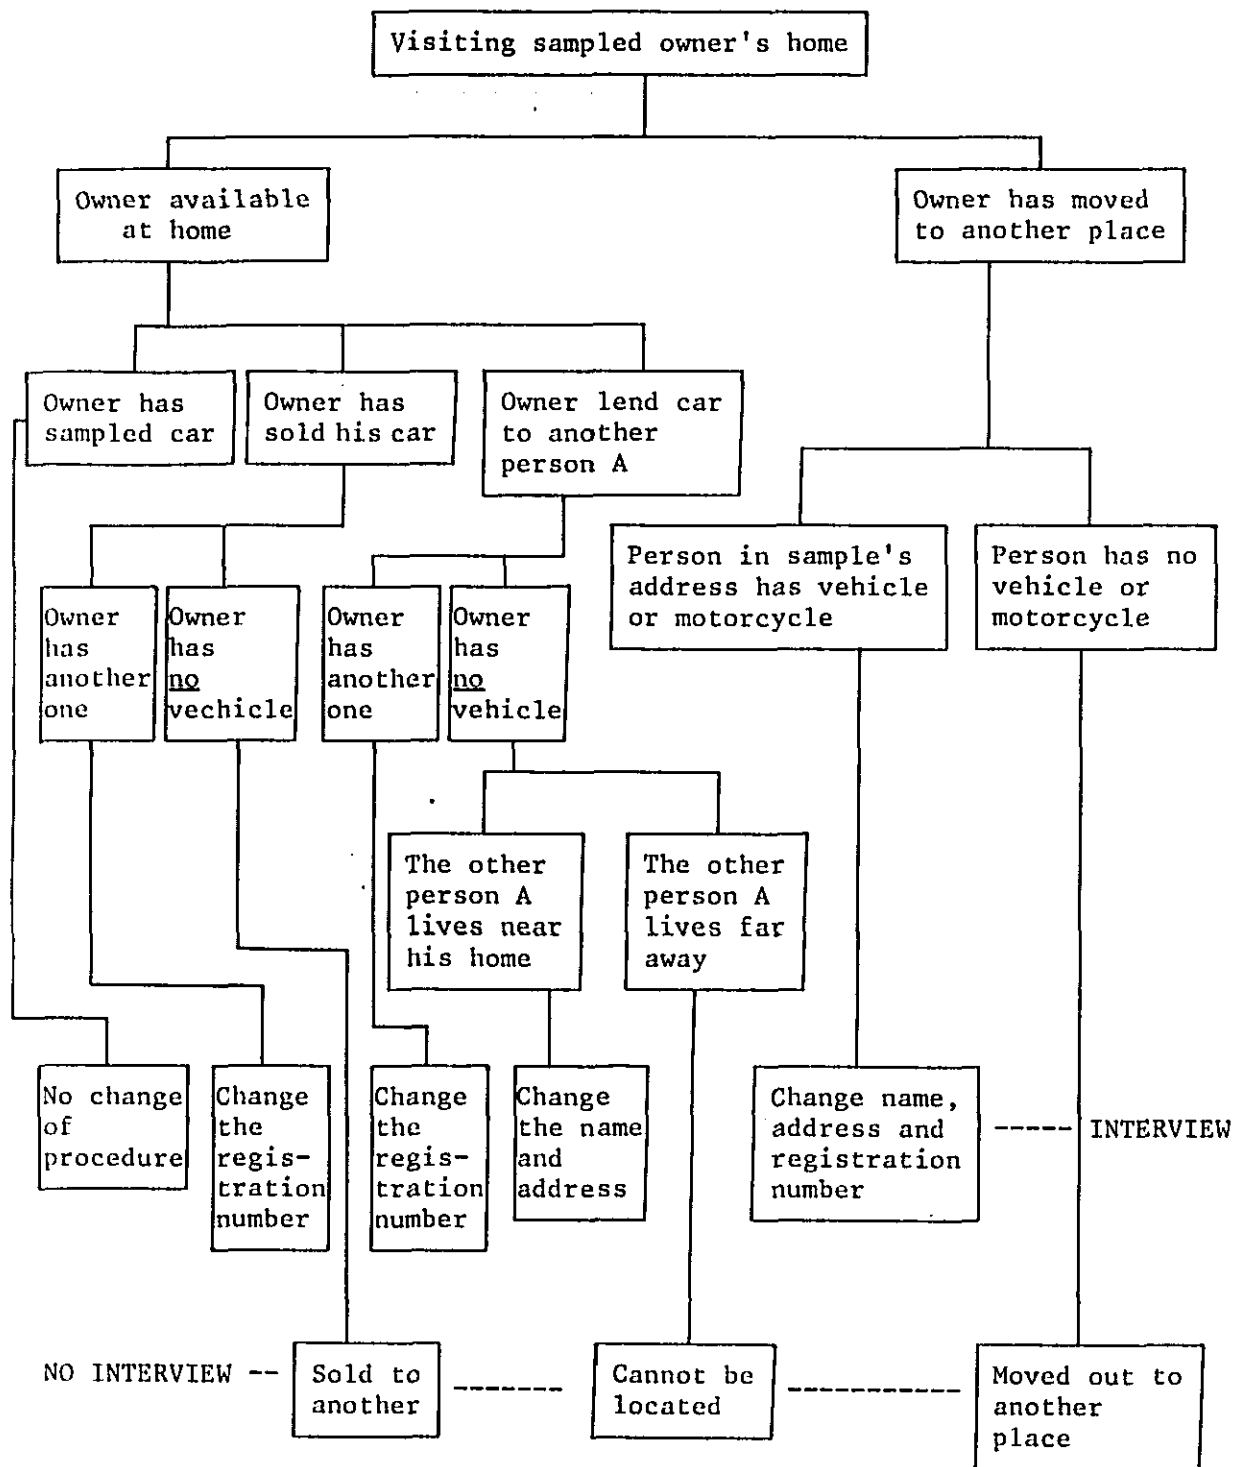 Visiting sampled owner's home
Owner available
at home
Owner has moved
to another place
Owner has
sampled car
Owner has
sold his car
Owner lend car
to another
person A
Person in sample's
address has vehicle
or motorcycle
Person has no
vehicle or
motorcycle
Owner
has
another
one
Owner
has
no
vechicle
Owner
has
another
one
Owner
has
no
vehicle
The other
person A
lives near
his home
The other
person A
lives far
away
No change
of
procedure
Change
the
regis-
tration
number
Change
the
regis-
tration
number
Change
the name
and
address
Change name,
address and
registration
number
----- INTERVIEW
NO INTERVIEW --
Sold to
another
-------
Cannot be
located
-----------
Moved out to
another
place